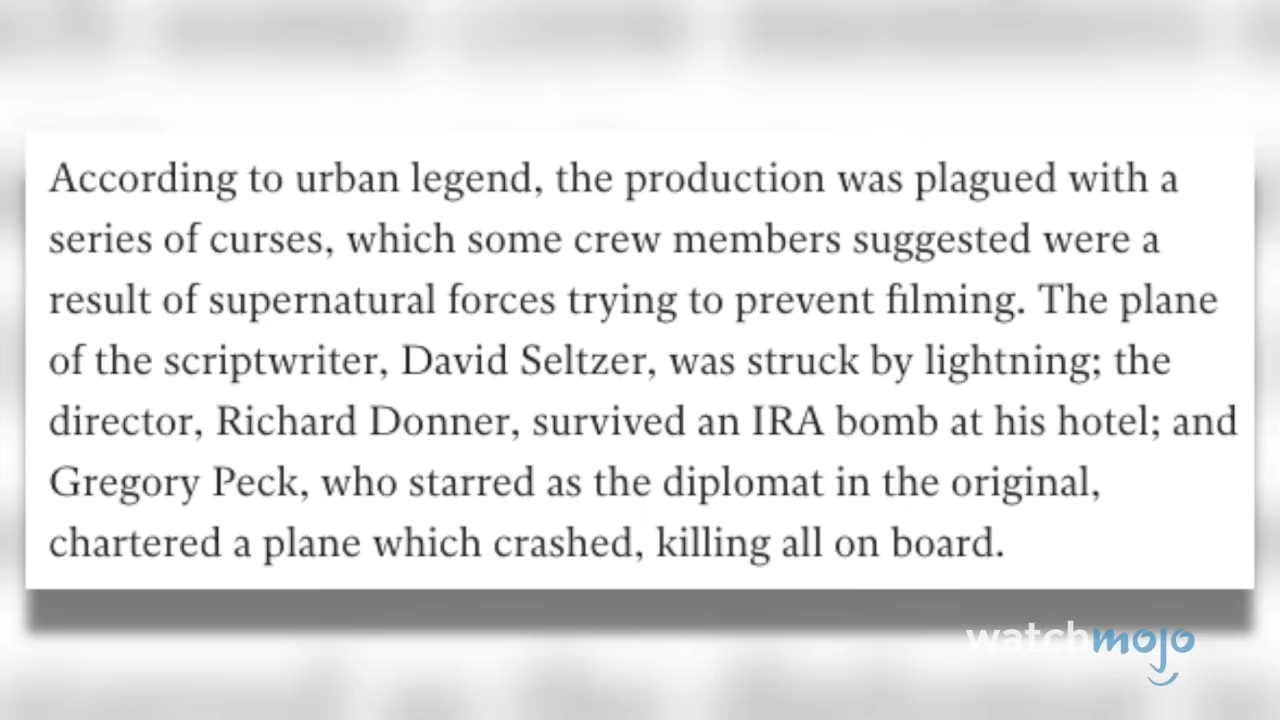 According to urban legend, the production was plagued with a
series of curses, which some crew members suggested were a
result of supernatural forces trying to prevent filming. The plane
of the scriptwriter, David Seltzer, was struck by lightning; the
director, Richard Donner, survived an IRA bomb at his hotel; and
Gregory Peck, who starred as the diplomat in the original,
chartered a plane which crashed, killing all on board.
watchmojo